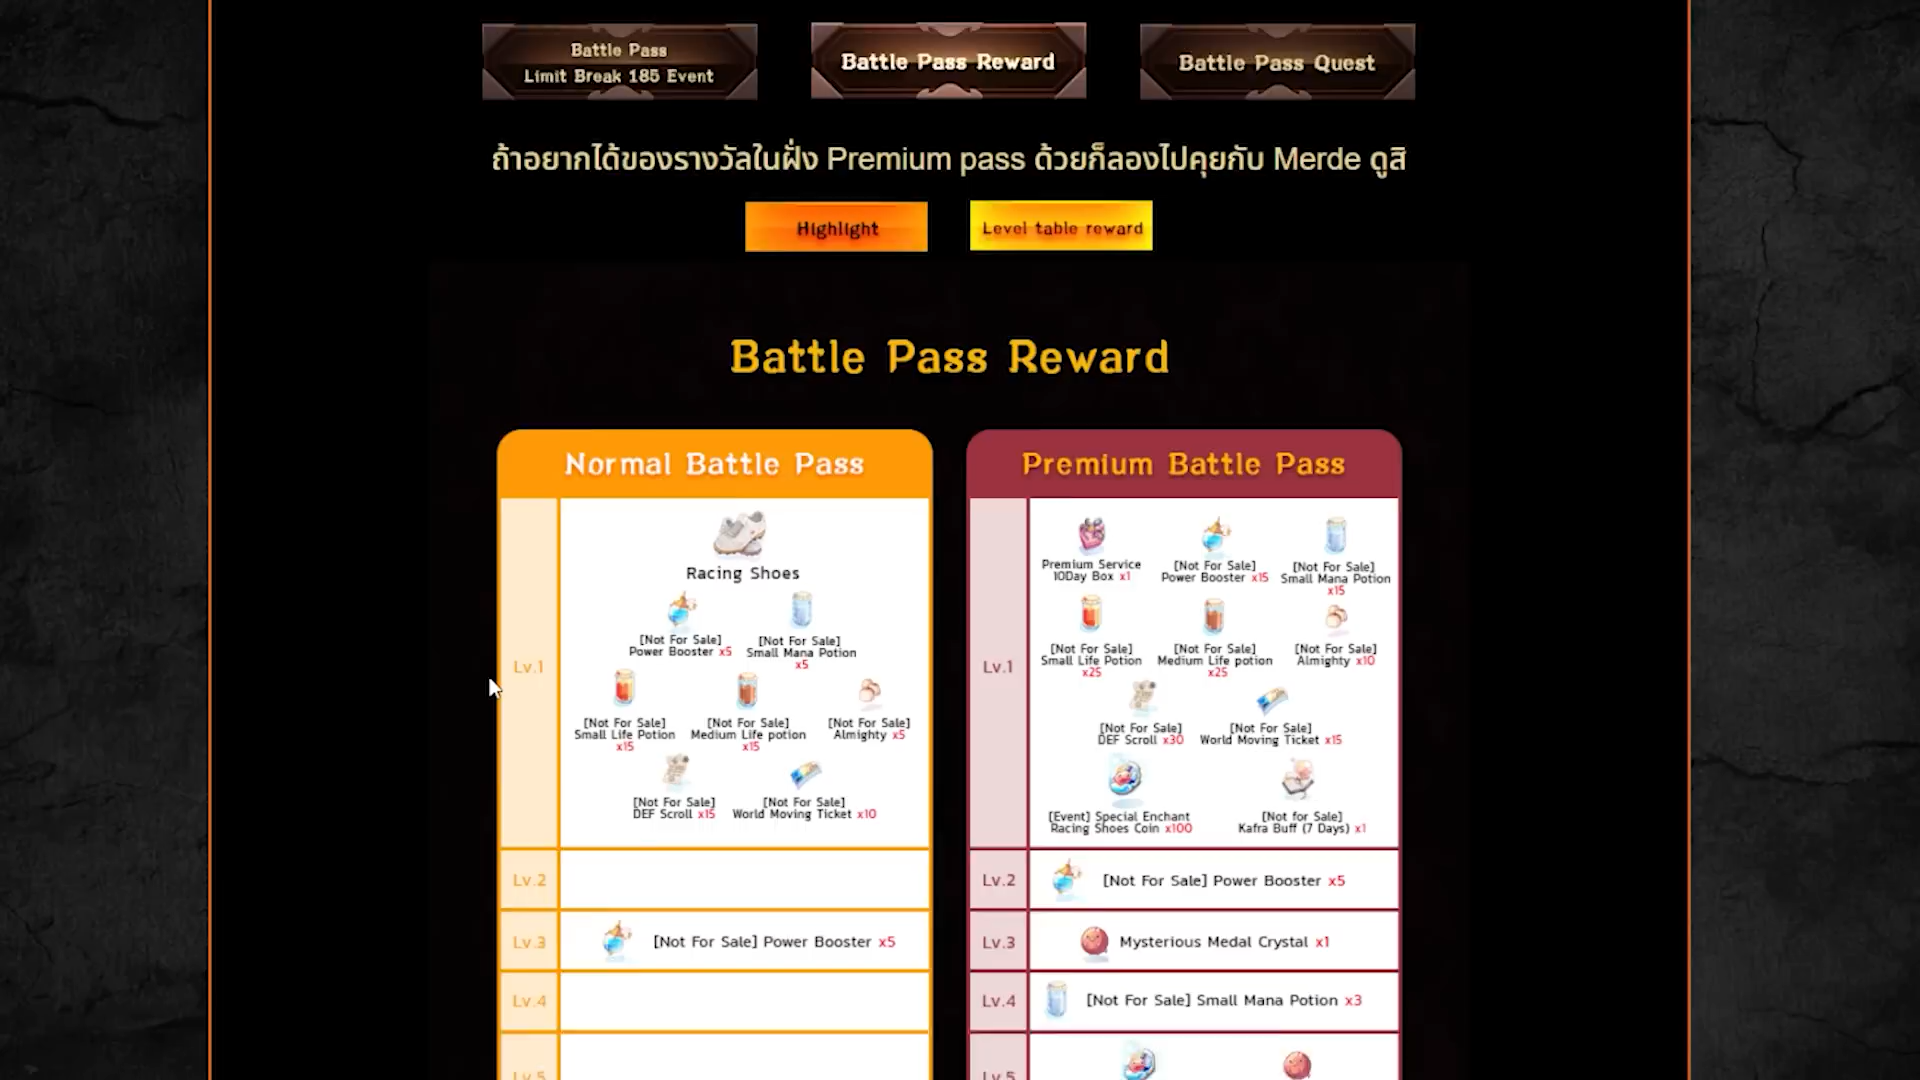 Battle Pass
Limit Break 185 Event
Battle Pass Reward
Battle Pass Quest
ถ้าอยากได้ของรางวัลในฝั่ง Premium pass ด้วยก็ลองไปคุยกับ Merde ดูสิ
Highlight
Level table reward
Battle Pass Reward
Normal Battle Pass
Lv.1
Racing Shoes
[Not For Sale]
Power Booster x5
[Not For Sale]
Small Mana Potion
x5
[Not For Sale]
Small Life Potion
x15
[Not For Sale]
Medium Life potion
x15
[Not For Sale]
Almighty x5
[Not For Sale]
DEF Scroll x15
[Not For Sale]
World Moving Ticket x10
Lv.2
Lv.3
[Not For Sale] Power Booster x5
Lv.4
Lv.5
Premium Battle Pass
Lv.1
Premium Service
10Day Box x1
[Not For Sale]
Power Booster x15
[Not For Sale]
Small Mana Potion
x15
[Not For Sale]
Small Life Potion
x25
[Not For Sale]
Medium Life potion
x25
[Not For Sale]
Almighty x10
[Not For Sale]
DEF Scroll x30
[Not For Sale]
World Moving Ticket x15
[Event] Special Enchant
Racing Shoes Coin x100
[Not for Sale]
Kafra Buff (7 Days) x1
Lv.2
[Not For Sale] Power Booster x5
Lv.3
Mysterious Medal Crystal x1
Lv.4
[Not For Sale] Small Mana Potion x3
Lv.5